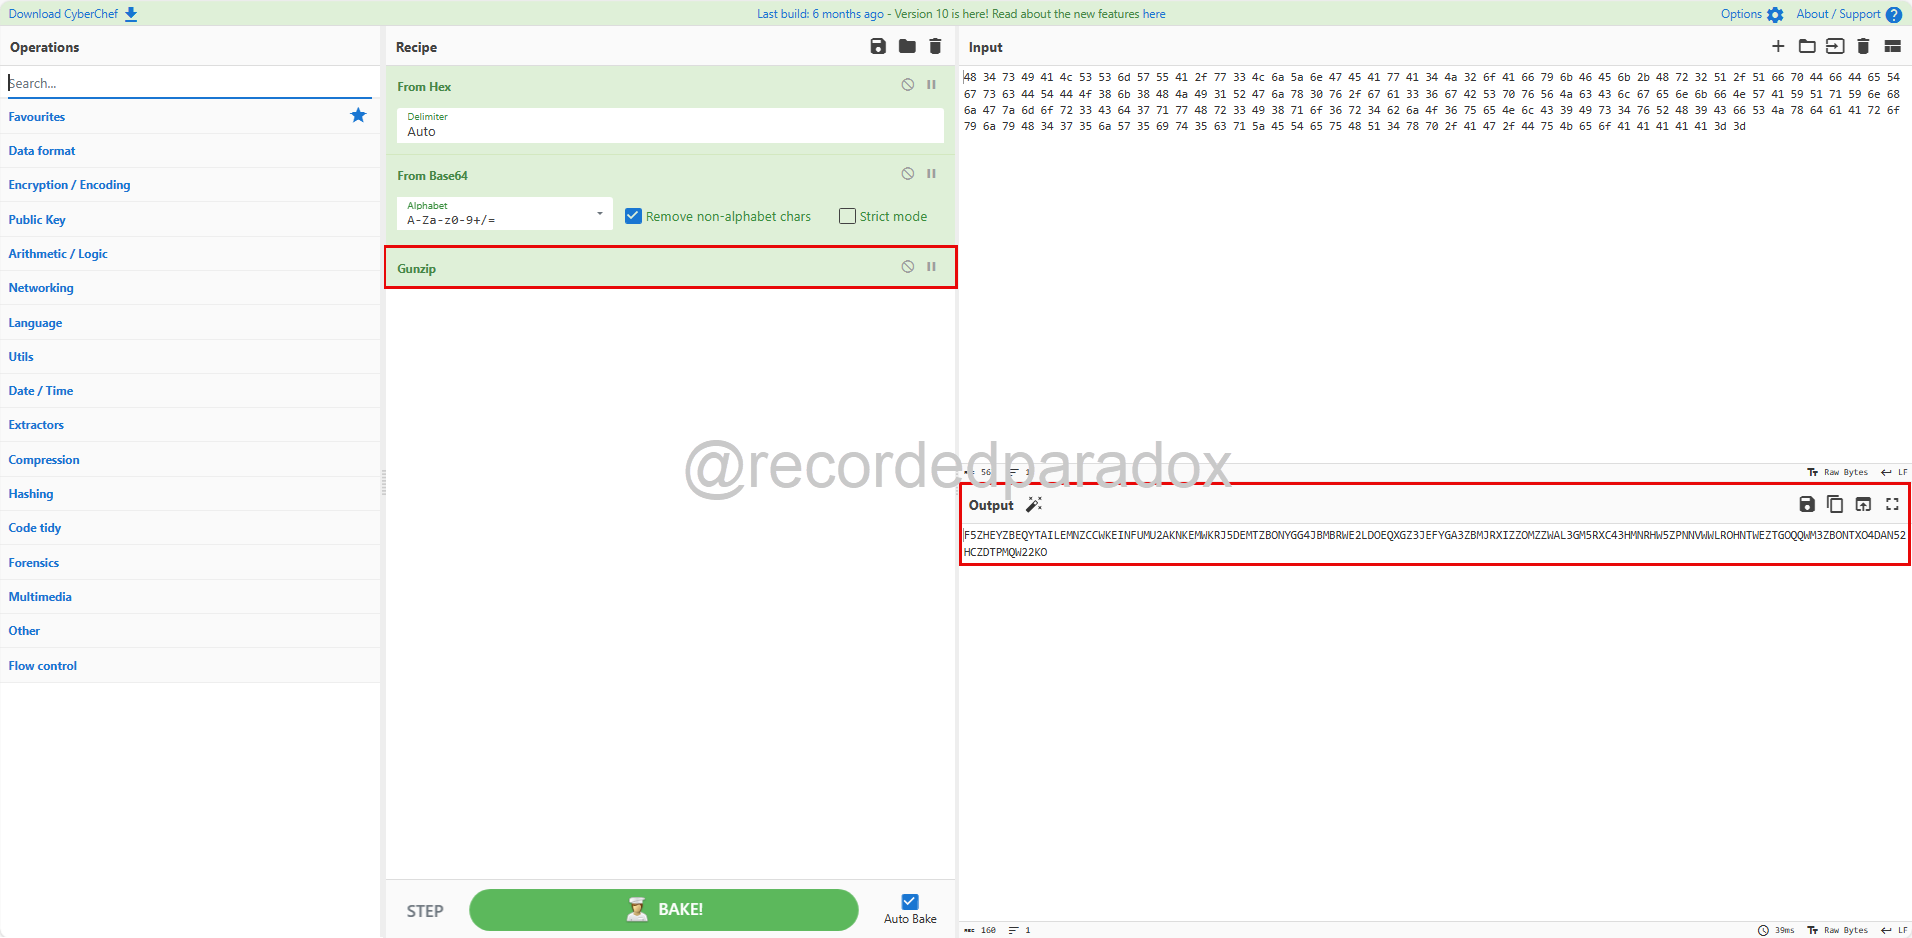 Download CyberChef
Last build: 6 months ago - Version 10 is here! Read about the new features here
Options
About / Support
Operations
Search...
Favourites
Data format
Encryption / Encoding
Public Key
Arithmetic / Logic
Networking
Language
Utils
Date / Time
Extractors
Compression
Hashing
Code tidy
Forensics
Multimedia
Other
Flow control
Recipe
From Hex
Delimiter
Auto
From Base64
Alphabet
A-Za-z0-9+/=
Remove non-alphabet chars
Strict mode
Gunzip
STEP
BAKE!
Auto Bake
Input
48 34 73 49 41 4c 53 53 6d 57 55 41 2f 77 33 4c 6a 5a 6e 47 45 41 77 41 34 4a 32 6f 41 66 79 6b 46 45 6b 2b 48 72 32 51 2f 51 66 70 44 66 44 65 54
67 73 63 44 54 44 4f 38 6b 38 48 4a 49 31 52 47 6a 78 30 76 2f 67 61 33 36 67 42 53 70 76 56 4a 63 43 6c 67 65 6e 6b 66 4e 57 41 59 51 71 59 6e 68
6a 47 7a 6d 6f 72 33 43 64 37 71 77 48 72 33 49 38 71 6f 36 72 34 62 6a 4f 36 75 65 4e 6c 43 39 49 73 34 76 52 48 39 43 66 53 4a 78 64 61 41 72 6f
79 6a 79 48 34 37 35 6a 57 35 69 74 35 63 71 5a 45 54 65 75 48 51 34 78 70 2f 41 47 2f 44 75 4b 65 6f 41 41 41 41 41 3d 3d
@recordedparadox
1
Raw Bytes
LF
Output
F5ZHEYZBEQYTAILEMNZCCWKEINFUMU2AKNKEMWKRJ5DEMTZBONYGG4JBMBRWE2LDOEQXGZ3JEFYGA3ZBMJRXIZZOMZZWAL3GM5RXC43HMNRHW5ZPNNVWWLROHNTWEZTGOQQWM3ZBONTXO4DAN52
HCZDTPMQW22KO
160
1
39ms
Raw Bytes
LF